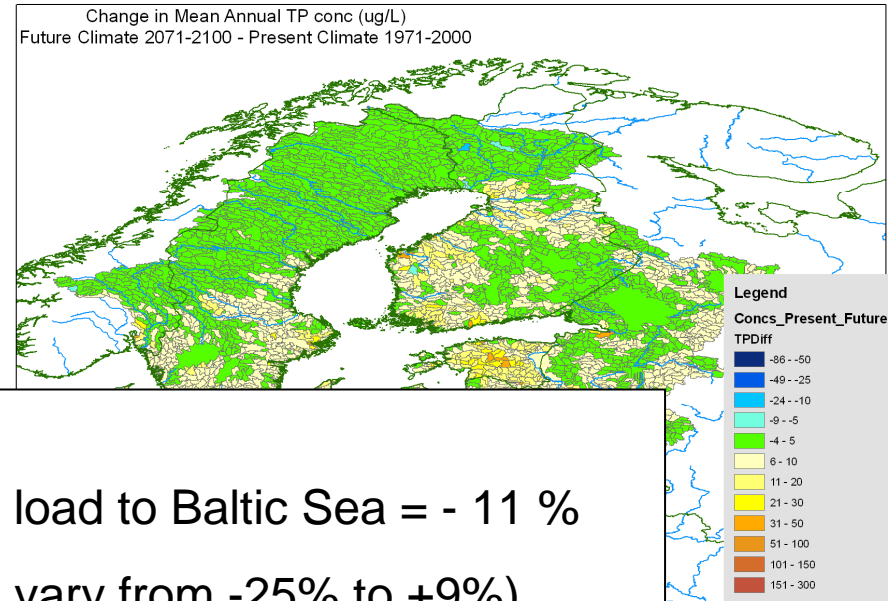 Change in Mean Annual TP conc (ug/L)
Future Climate 2071-2100 - Present Climate 1971-2000
Legend
Concs_Present_Future
TPDiff
-86 - -50
-49 - -25
-24 - -10
-9 - -5
-4 - 5
6 - 10
11 - 20
21 - 30
31 - 50
51 - 100
101 - 150
151 - 300
load to Baltic Sea = - 11 %
vary from -25% to +9%)